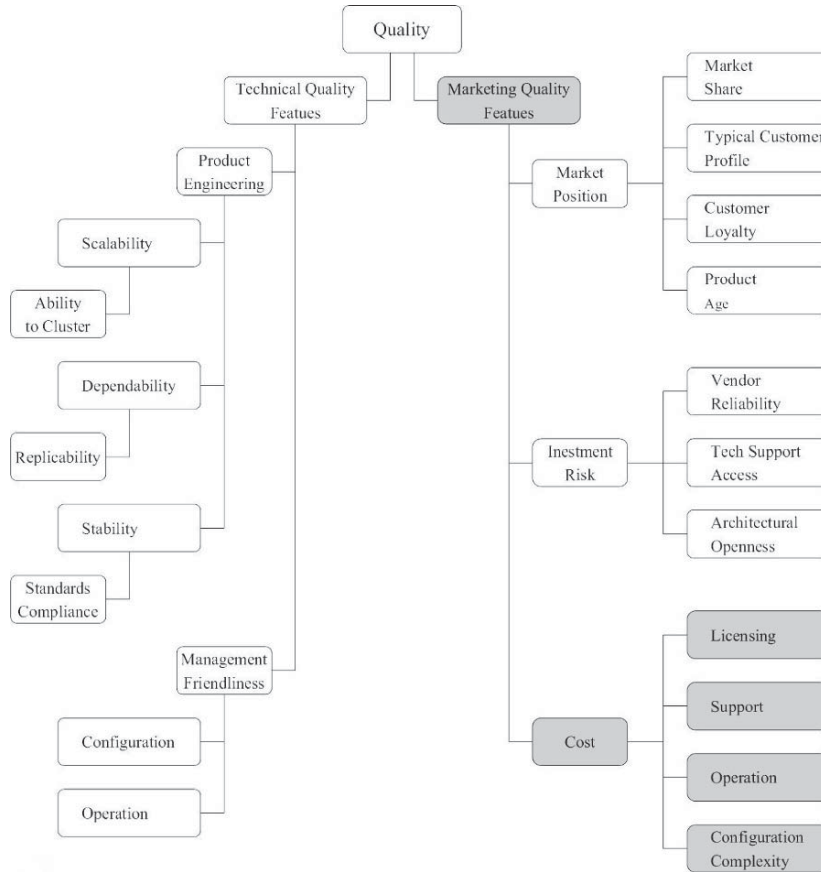 Quality
Technical Quality
Featues
Marketing Quality
Featues
Product
Engineering
Scalability
Ability
to Cluster
Dependability
Replicability
Stability
Standards
Compliance
Management
Friendliness
Configuration
Operation
Market
Position
Market
Share
Typical Customer
Profile
Customer
Loyalty
Product
Age
Inestment
Risk
Vendor
Reliability
Tech Support
Access
Architectural
Openness
Cost
Licensing
Support
Operation
Configuration
Complexity